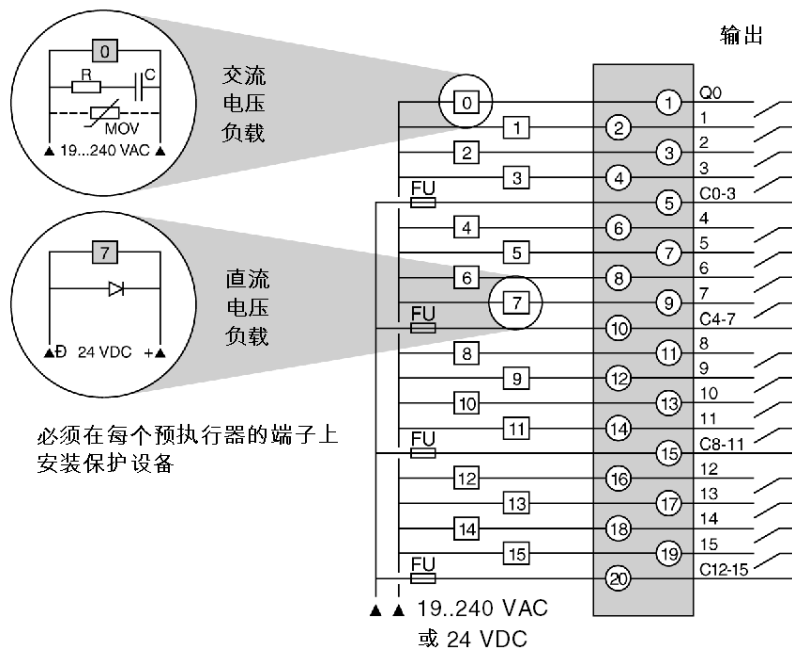 输出
0
R
C
MOV
19...240 VAC
交流
电压
负载
7
Đ 24 VDC +
直流
电压
负载
必须在每个预执行器的端子上
安装保护设备
0 1 Q0
1 2 1
2 3 2
3 4 3
FU 5 C0-3
4 6 4
5 7 5
6 8 6
7 9 7
FU 10 C4-7
8 11 8
9 12 9
10 13 10
11 14 11
FU 15 C8-11
12 16 12
13 17 13
14 18 14
15 19 15
FU 20 C12-15
19..240 VAC
或 24 VDC